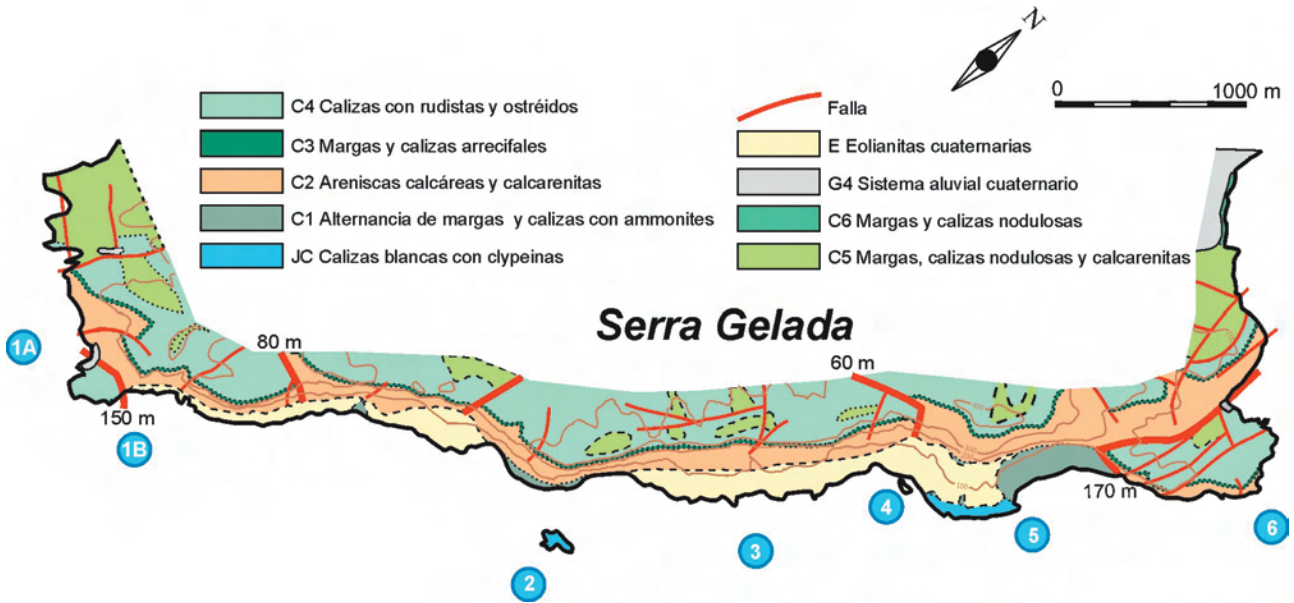 N
0 1000 m
C4 Calizas con rudistas y ostréidos
C3 Margas y calizas arrecifales
C2 Areniscas calcáreas y calcarenitas
C1 Alternancia de margas y calizas con ammonites
JC Calizas blancas con clypeinas
Falla
E Eolianitas cuaternarias
G4 Sistema aluvial cuaternario
C6 Margas y calizas nodulosas
C5 Margas, calizas nodulosas y calcarenitas
Serra Gelada
1A
80 m
60 m
150 m
1B
170 m
100
2
3
4
5
6